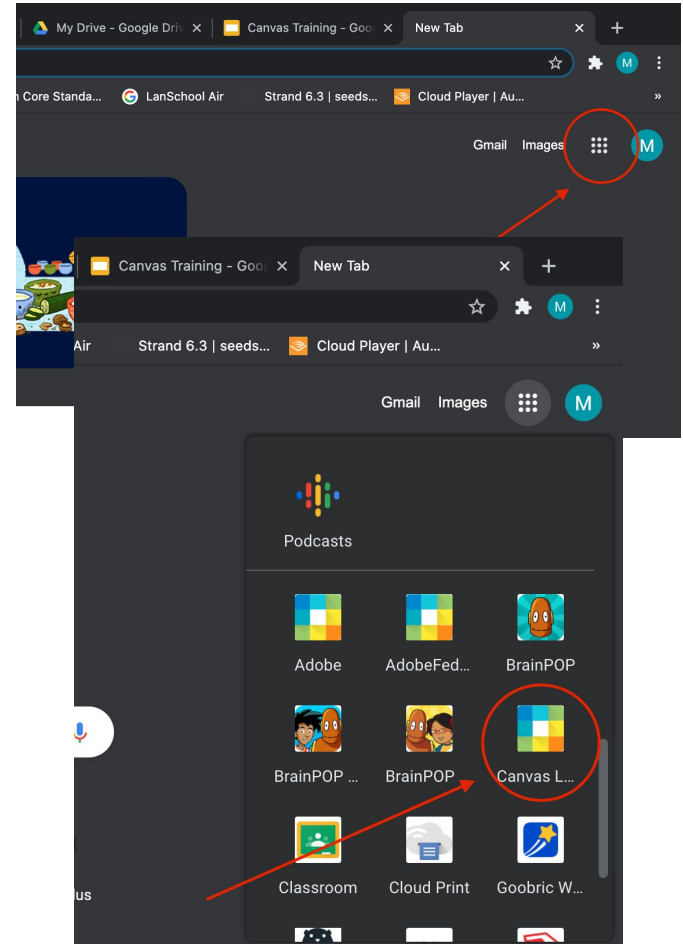 My Drive - Google Driv
Canvas Training - Goo
New Tab
M
n Core Standa...
LanSchool Air
Strand 6.3 | seeds...
Cloud Player | Au...
»
Gmail
Images
M
Canvas Training - Goo
New Tab
M
Air
Strand 6.3 | seeds...
Cloud Player | Au...
»
Gmail
Images
M
Podcasts
Adobe
AdobeFed...
BrainPOP
BrainPOP ...
BrainPOP
Canvas L...
Classroom
Cloud Print
Goobric W...
lus